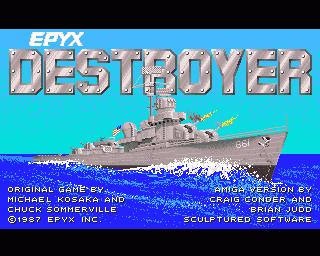 EPYX
DESTROYER
661
ORIGINAL GAME BY
MICHAEL KOSAKA AND
CHUCK SOMMERVILLE
©1987 EPYX INC.
AMIGA VERSION BY
CRAIG CONDER AND
BRIAN JUDD
SCULPTURED SOFTWARE